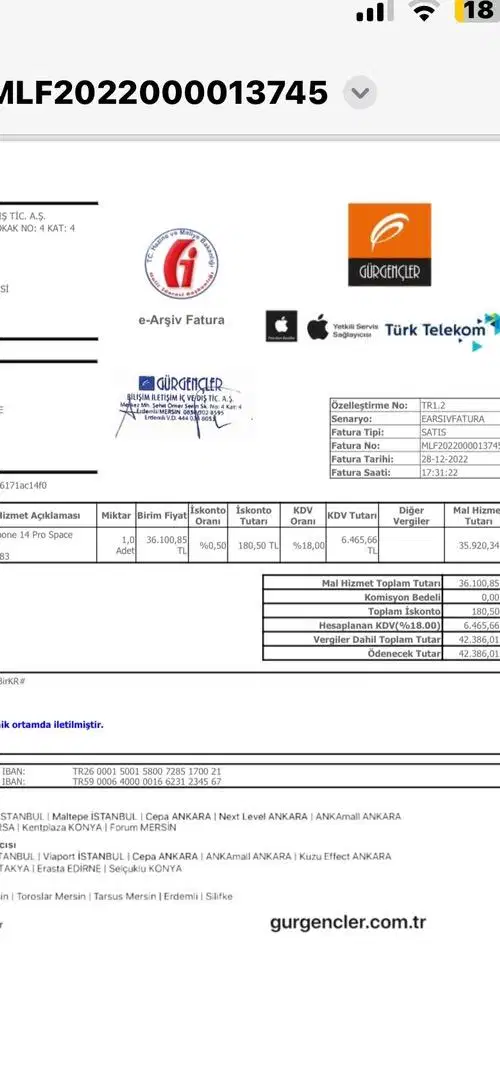 18
MLF2022000013745
Ş TİC. A.Ş.
OKAK NO: 4 KAT: 4
Sİ
T.C. Hazine ve Maliye Bakanlığı
Gelir İdaresi Başkanlığı
e-Arşiv Fatura
GÜRGENÇLER
Yetkili Servis
Sağlayıcısı
Türk Telekom
GÜRGENÇLER
BİLİŞİM İLETİŞİM İÇ VE DIŞ TİC. A.Ş.
Merkez Mh. Şehit Ömer Sok. No: 4 Kat: 4
Erdemli/MERSİN
Erdemli V.D.
E
Özelleştirme No: TR1.2
Senaryo: EARSIVFATURA
Fatura Tipi: SATIS
Fatura No: MLF2022000013745
Fatura Tarihi: 28-12-2022
Fatura Saati: 17:31:22
6171ac14f0
Hizmet Açıklaması Miktar Birim Fiyat İskonto Oranı İskonto Tutarı KDV Oranı KDV Tutarı Diğer Vergiler Mal Hizmet Tutarı
one 14 Pro Space 1,0 Adet 36.100,85 TL %0,50 180,50 TL %18,00 6.465,66 TL 35.920,34
83
Mal Hizmet Toplam Tutarı 36.100,85
Komisyon Bedeli 0,00
Toplam İskonto 180,50
Hesaplanan KDV(%18.00) 6.465,66
Vergiler Dahil Toplam Tutar 42.386,01
Ödenecek Tutar 42.386,01
BirKR#
ik ortamda iletilmiştir.
IBAN: TR26 0001 5001 5800 7285 1700 21
IBAN: TR59 0006 4000 0016 6231 2345 67
İSTANBUL | Maltepe İSTANBUL | Cepa ANKARA | Next Level ANKARA | ANKAmall ANKARA
RSA | Kentplaza KONYA | Forum MERSİN
CISI
TANBUL | Viaport İSTANBUL | Cepa ANKARA | ANKAmall ANKARA | Kuzu Effect ANKARA
TAKYA | Erasta EDİRNE | Selçuklu KONYA
in | Toroslar Mersin | Tarsus Mersin | Erdemli | Silifke
r
gurgencler.com.tr